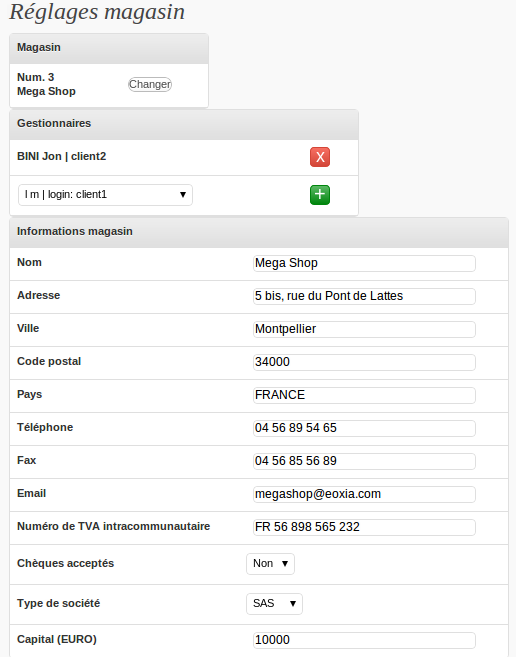 Réglages magasin
Magasin
Num. 3
Mega Shop
Changer
Gestionnaires
BINI Jon | client2
X
l m | login: client1
+
Informations magasin
Nom Mega Shop
Adresse 5 bis, rue du Pont de Lattes
Ville Montpellier
Code postal 34000
Pays FRANCE
Téléphone 04 56 89 54 65
Fax 04 56 85 56 89
Email megashop@eoxia.com
Numéro de TVA intracommunautaire FR 56 898 565 232
Chèques acceptés Non
Type de société SAS
Capital (EURO) 10000